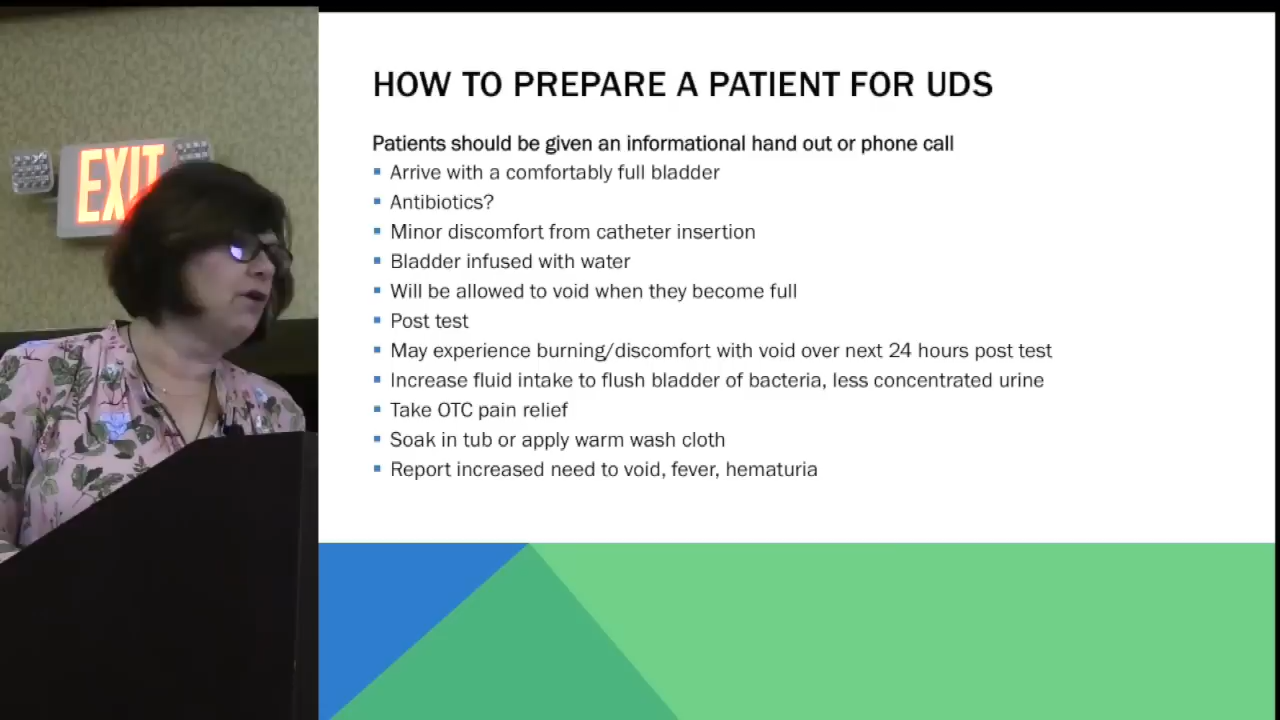 EXIT
HOW TO PREPARE A PATIENT FOR UDS
Patients should be given an informational hand out or phone call
Arrive with a comfortably full bladder
Antibiotics?
Minor discomfort from catheter insertion
Bladder infused with water
Will be allowed to void when they become full
Post test
May experience burning/discomfort with void over next 24 hours post test
Increase fluid intake to flush bladder of bacteria, less concentrated urine
Take OTC pain relief
Soak in tub or apply warm wash cloth
Report increased need to void, fever, hematuria